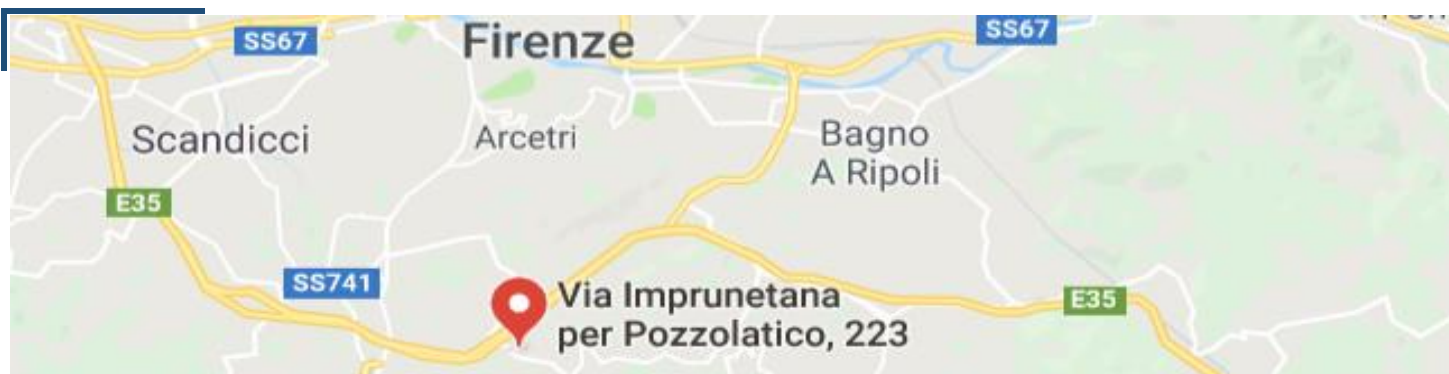 SS67
Firenze
SS67
Scandicci
Arcetri
Bagno
A Ripoli
E35
SS741
Via Imprunetana
per Pozzolatico, 223
E35